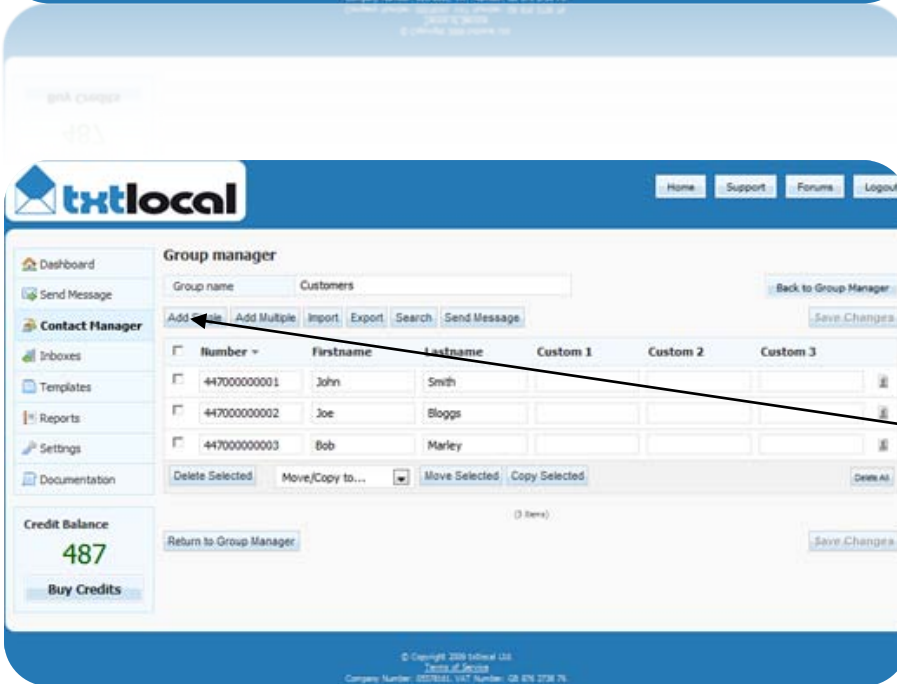 Buy Credits
487
txtlocal
Home Support Forums Logout
Dashboard
Send Message
Contact Manager
Inboxes
Templates
Reports
Settings
Documentation
Credit Balance
487
Buy Credits
Group manager
Group name Customers
Back to Group Manager
Add Single Add Multiple Import Export Search Send Message Save Changes
Number Firstname Lastname Custom 1 Custom 2 Custom 3
447000000001 John Smith
447000000002 Joe Bloggs
447000000003 Bob Marley
Delete Selected Move/Copy to... Move Selected Copy Selected Delete All
(3 items)
Return to Group Manager Save Changes
© Copyright 2009 txtlocal Ltd.
Terms of Service